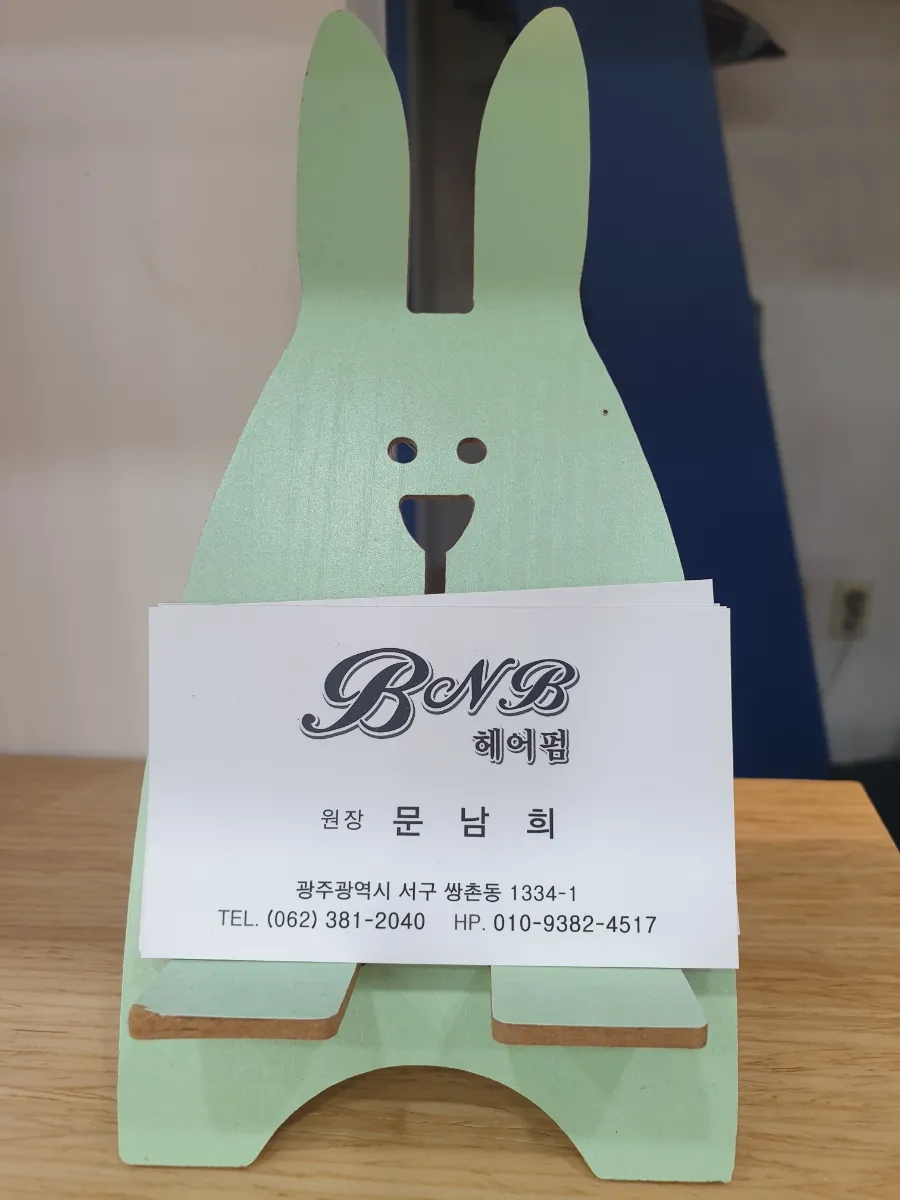 BNB
헤어펌
원장 문 남 희
광주광역시 서구 쌍촌동 1334-1
TEL. (062) 381-2040 HP. 010-9382-4517